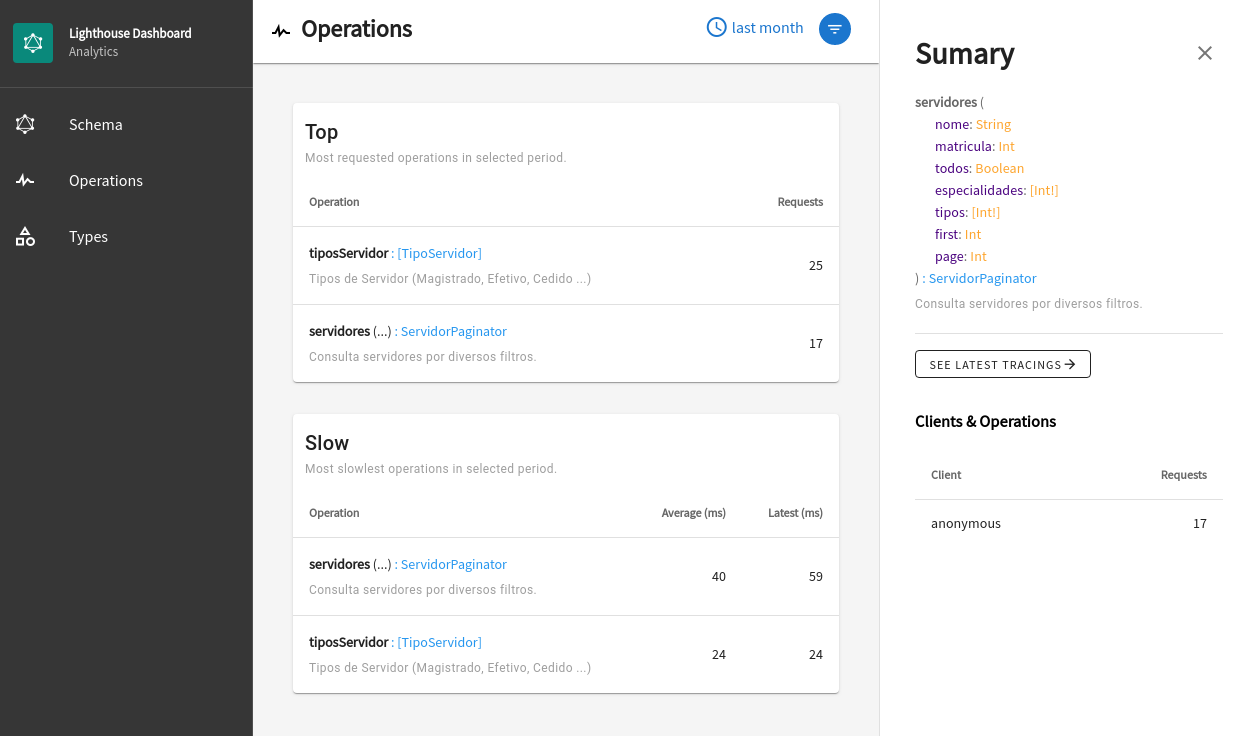 Lighthouse Dashboard
Analytics
Schema
Operations
Types
Operations
last month
Top
Most requested operations in selected period.
Operation Requests
tiposServidor : [TipoServidor] 25
Tipos de Servidor (Magistrado, Efetivo, Cedido ...)
servidores (...) : ServidorPaginator 17
Consulta servidores por diversos filtros.
Slow
Most slowlest operations in selected period.
Operation Average (ms) Latest (ms)
servidores (...) : ServidorPaginator 40 59
Consulta servidores por diversos filtros.
tiposServidor : [TipoServidor] 24 24
Tipos de Servidor (Magistrado, Efetivo, Cedido ...)
Sumary
servidores (
nome: String
matricula: Int
todos: Boolean
especialidades: [Int!]
tipos: [Int!]
first: Int
page: Int
) : ServidorPaginator
Consulta servidores por diversos filtros.
SEE LATEST TRACINGS
Clients & Operations
Client Requests
anonymous 17